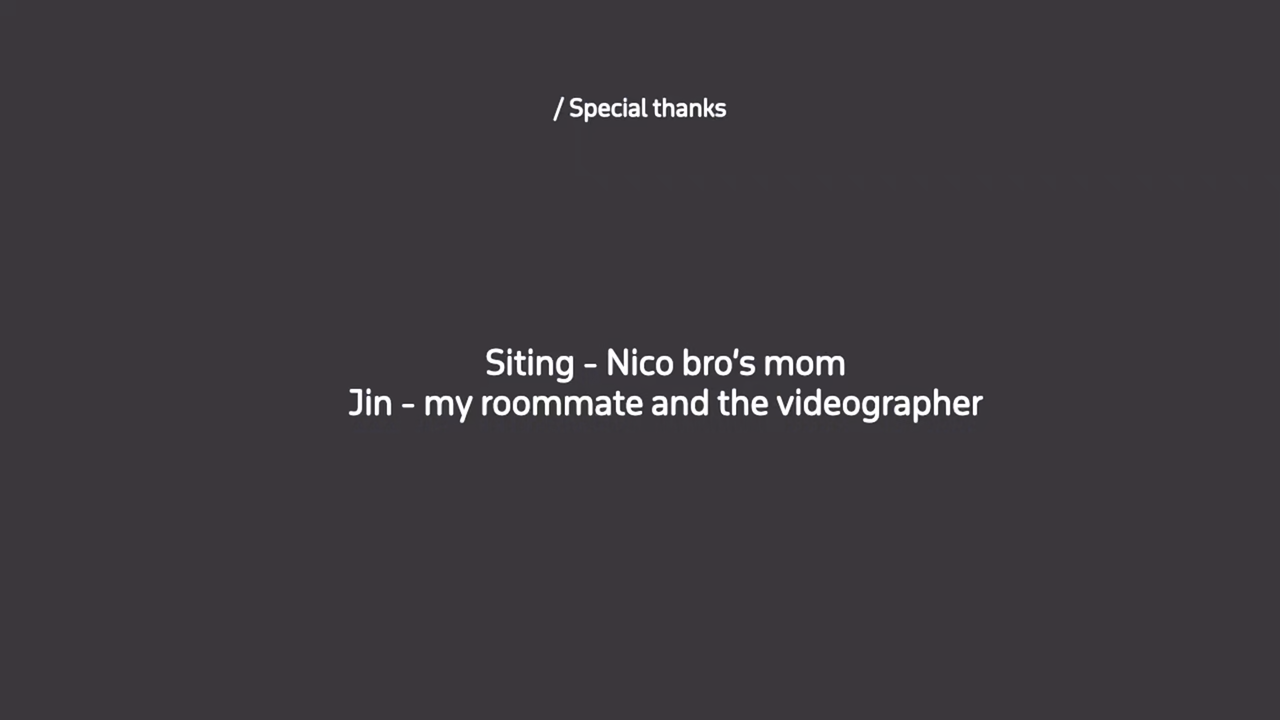 / Special thanks
Siting - Nico bro's mom
Jin - my roommate and the videographer